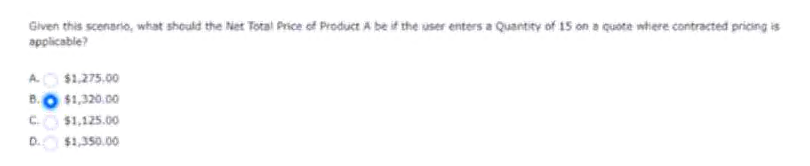 Given this scenario, what should the Net Total Price of Product A be if the user enters a Quantity of 15 on a quote where contracted pricing is
applicable?
A. $1,275.00
B. $1,320.00
C. $1,125.00
D. $1,350.00